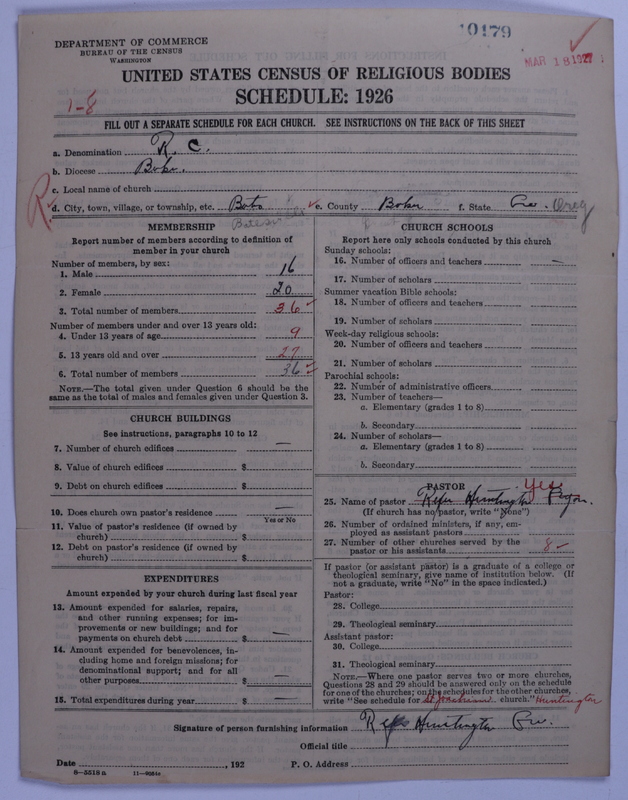 10179
DEPARTMENT OF COMMERCE
BUREAU OF THE CENSUS
WASHINGTON
MAR 18 1927
UNITED STATES CENSUS OF RELIGIOUS BODIES
SCHEDULE: 1926
1-8
FILL OUT A SEPARATE SCHEDULE FOR EACH CHURCH. SEE INSTRUCTIONS ON THE BACK OF THIS SHEET
a. Denomination R. C.
b. Diocese Baker.
c. Local name of church
R
d. City, town, village, or township, etc. e. County Baker f. State Ore. Oreg
MEMBERSHIP
Report number of members according to definition of
member in your church
Number of members, by sex:
1. Male 16
2. Female 20
3. Total number of members 36
Number of members under and over 13 years old:
4. Under 13 years of age 9
5. 13 years old and over 27
6. Total number of members 36
NOTE.—The total given under Question 6 should be the
same as the total of males and females given under Question 3.
CHURCH BUILDINGS
See instructions, paragraphs 10 to 12
7. Number of church edifices —
8. Value of church edifices $
9. Debt on church edifices $
10. Does church own pastor's residence —
Yes or No
11. Value of pastor's residence (if owned by
church) $
12. Debt on pastor's residence (if owned by
church) $
EXPENDITURES
Amount expended by your church during last fiscal year
13. Amount expended for salaries, repairs,
and other running expenses; for im-
provements or new buildings; and for
payments on church debt $ —
14. Amount expended for benevolences, in-
cluding home and foreign missions; for
denominational support; and for all
other purposes $ —
15. Total expenditures during year $ —
CHURCH SCHOOLS
Report here only schools conducted by this church
Sunday schools:
16. Number of officers and teachers —
17. Number of scholars
Summer vacation Bible schools:
18. Number of officers and teachers
19. Number of scholars
Week-day religious schools:
20. Number of officers and teachers
21. Number of scholars
Parochial schools:
22. Number of administrative officers
23. Number of teachers—
a. Elementary (grades 1 to 8)
b. Secondary
24. Number of scholars—
a. Elementary (grades 1 to 8)
b. Secondary
PASTOR Yes
25. Name of pastor Huntington
(If church has no pastor, write "None")
26. Number of ordained ministers, if any, em-
ployed as assistant pastors
27. Number of other churches served by the
pastor or his assistants 8
If pastor (or assistant pastor) is a graduate of a college or
theological seminary, give name of institution below. (If
not a graduate, write "No" in the space indicated.)
Pastor:
28. College
29. Theological seminary
Assistant pastor:
30. College
31. Theological seminary
NOTE.—Where one pastor serves two or more churches,
Questions 28 and 29 should be answered only on the schedule
for one of the churches; on the schedules for the other churches,
write "See schedule for St. Joachim church." Huntington
Signature of person furnishing information Huntington Ore.
Official title
Date , 192 P. O. Address
8—5518 a 11—9054